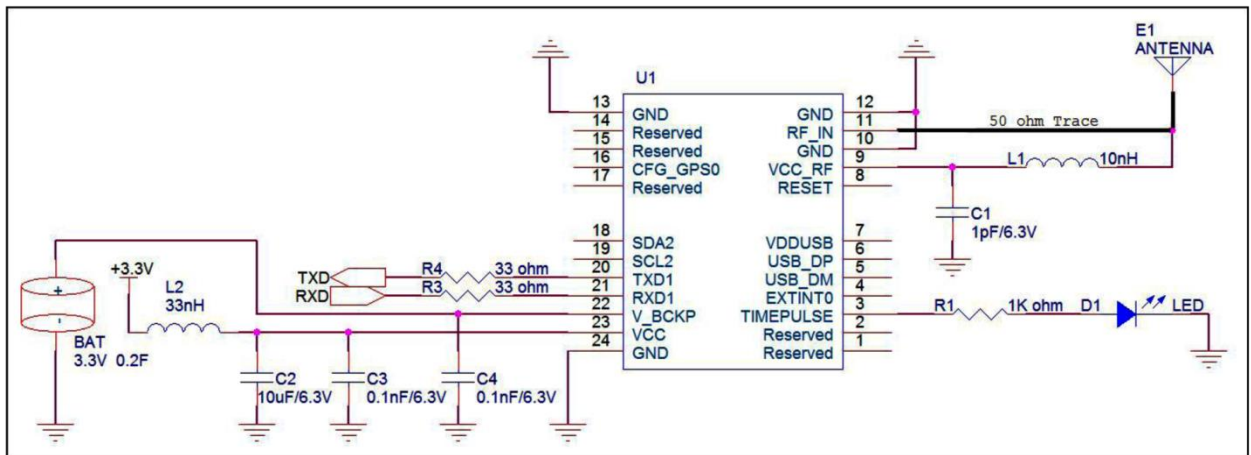 E1
ANTENNA
U1
13 GND
14 Reserved
15 Reserved
16 CFG_GPS0
17 Reserved
18 SDA2
19 SCL2
20 TXD1
21 RXD1
22 V_BCKP
23 VCC
24 GND
GND 12
RF_IN 11
GND 10
VCC_RF 9
RESET 8
VDDUSB 7
USB_DP 6
USB_DM 5
EXTINT0 4
TIMEPULSE 3
Reserved 2
Reserved 1
50 ohm Trace
L1 10nH
C1
1pF/6.3V
R1 1K ohm D1 LED
TXD R4 33 ohm
RXD R3 33 ohm
+3.3V
L2
33nH
+
-
BAT
3.3V 0.2F
C2
10uF/6.3V
C3
0.1nF/6.3V
C4
0.1nF/6.3V